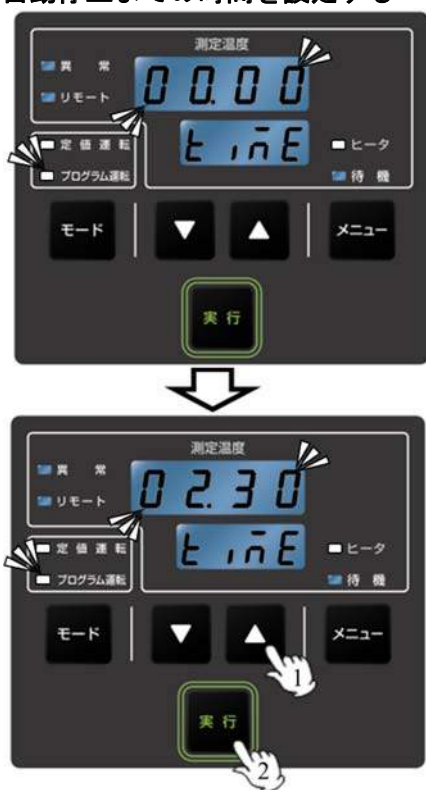 自動停止までの時間を設定する
測定温度
異常
リモート
00.00
定値運転
プログラム運転
timE
ヒータ
待機
モード
▼
▲
メニュー
実行
測定温度
異常
リモート
02.30
定値運転
プログラム運転
timE
ヒータ
待機
モード
▼
▲
メニュー
1
実行
2